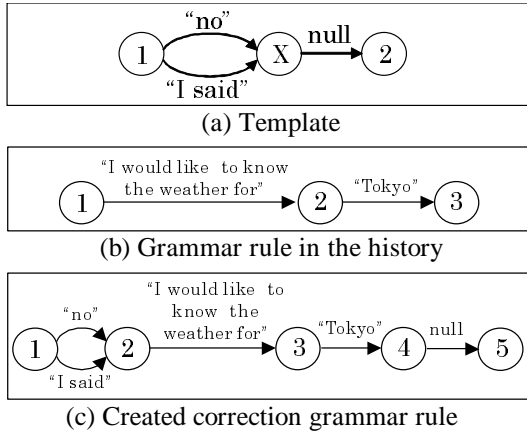 “no”
null
1
X
2
“I said”
(a) Template
“I would like to know
the weather for”
“Tokyo”
1
2
3
(b) Grammar rule in the history
“I would like to
know the
weather for”
“no”
“Tokyo”
null
1
2
3
4
5
“I said”
(c) Created correction grammar rule